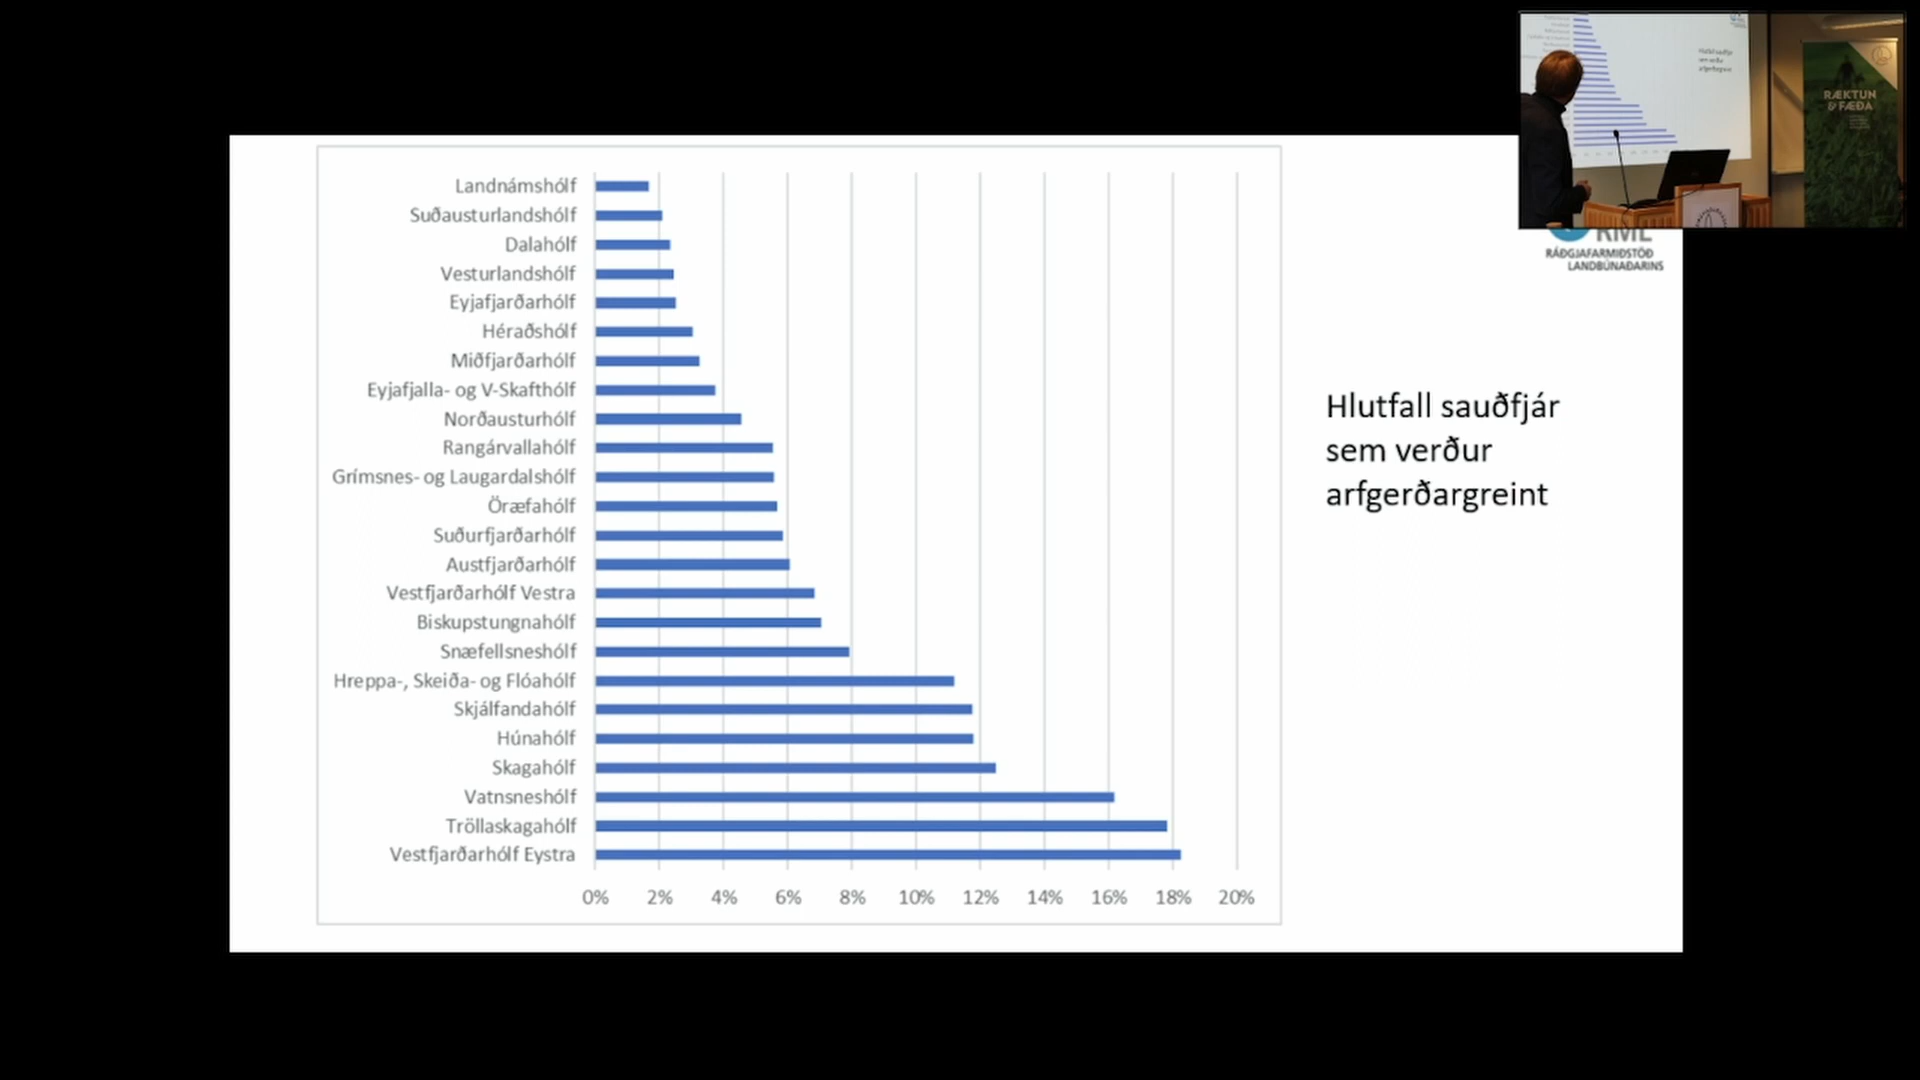 Landnámshólf
Suðausturlandshólf
Dalahólf
Vesturlandshólf
Eyjafjarðarhólf
Héraðshólf
Miðfjarðarhólf
Eyjafjalla- og V-Skafthólf
Norðausturhólf
Rangárvallahólf
Grímsnes- og Laugardalshólf
Öræfahólf
Suðurfjarðarhólf
Austfjarðarhólf
Vestfjarðarhólf Vestra
Biskupstungnahólf
Snæfellsneshólf
Hreppa-, Skeiða- og Flóahólf
Skjálfandahólf
Húnahólf
Skagahólf
Vatnsneshólf
Tröllaskagahólf
Vestfjarðarhólf Eystra
0% 2% 4% 6% 8% 10% 12% 14% 16% 18% 20%
Hlutfall sauðfjár
sem verður
arfgerðargreint
RML
RÁÐGJAFARMIÐSTÖÐ
LANDBÚNAÐARINS
RÆKTUN
& FÆÐA